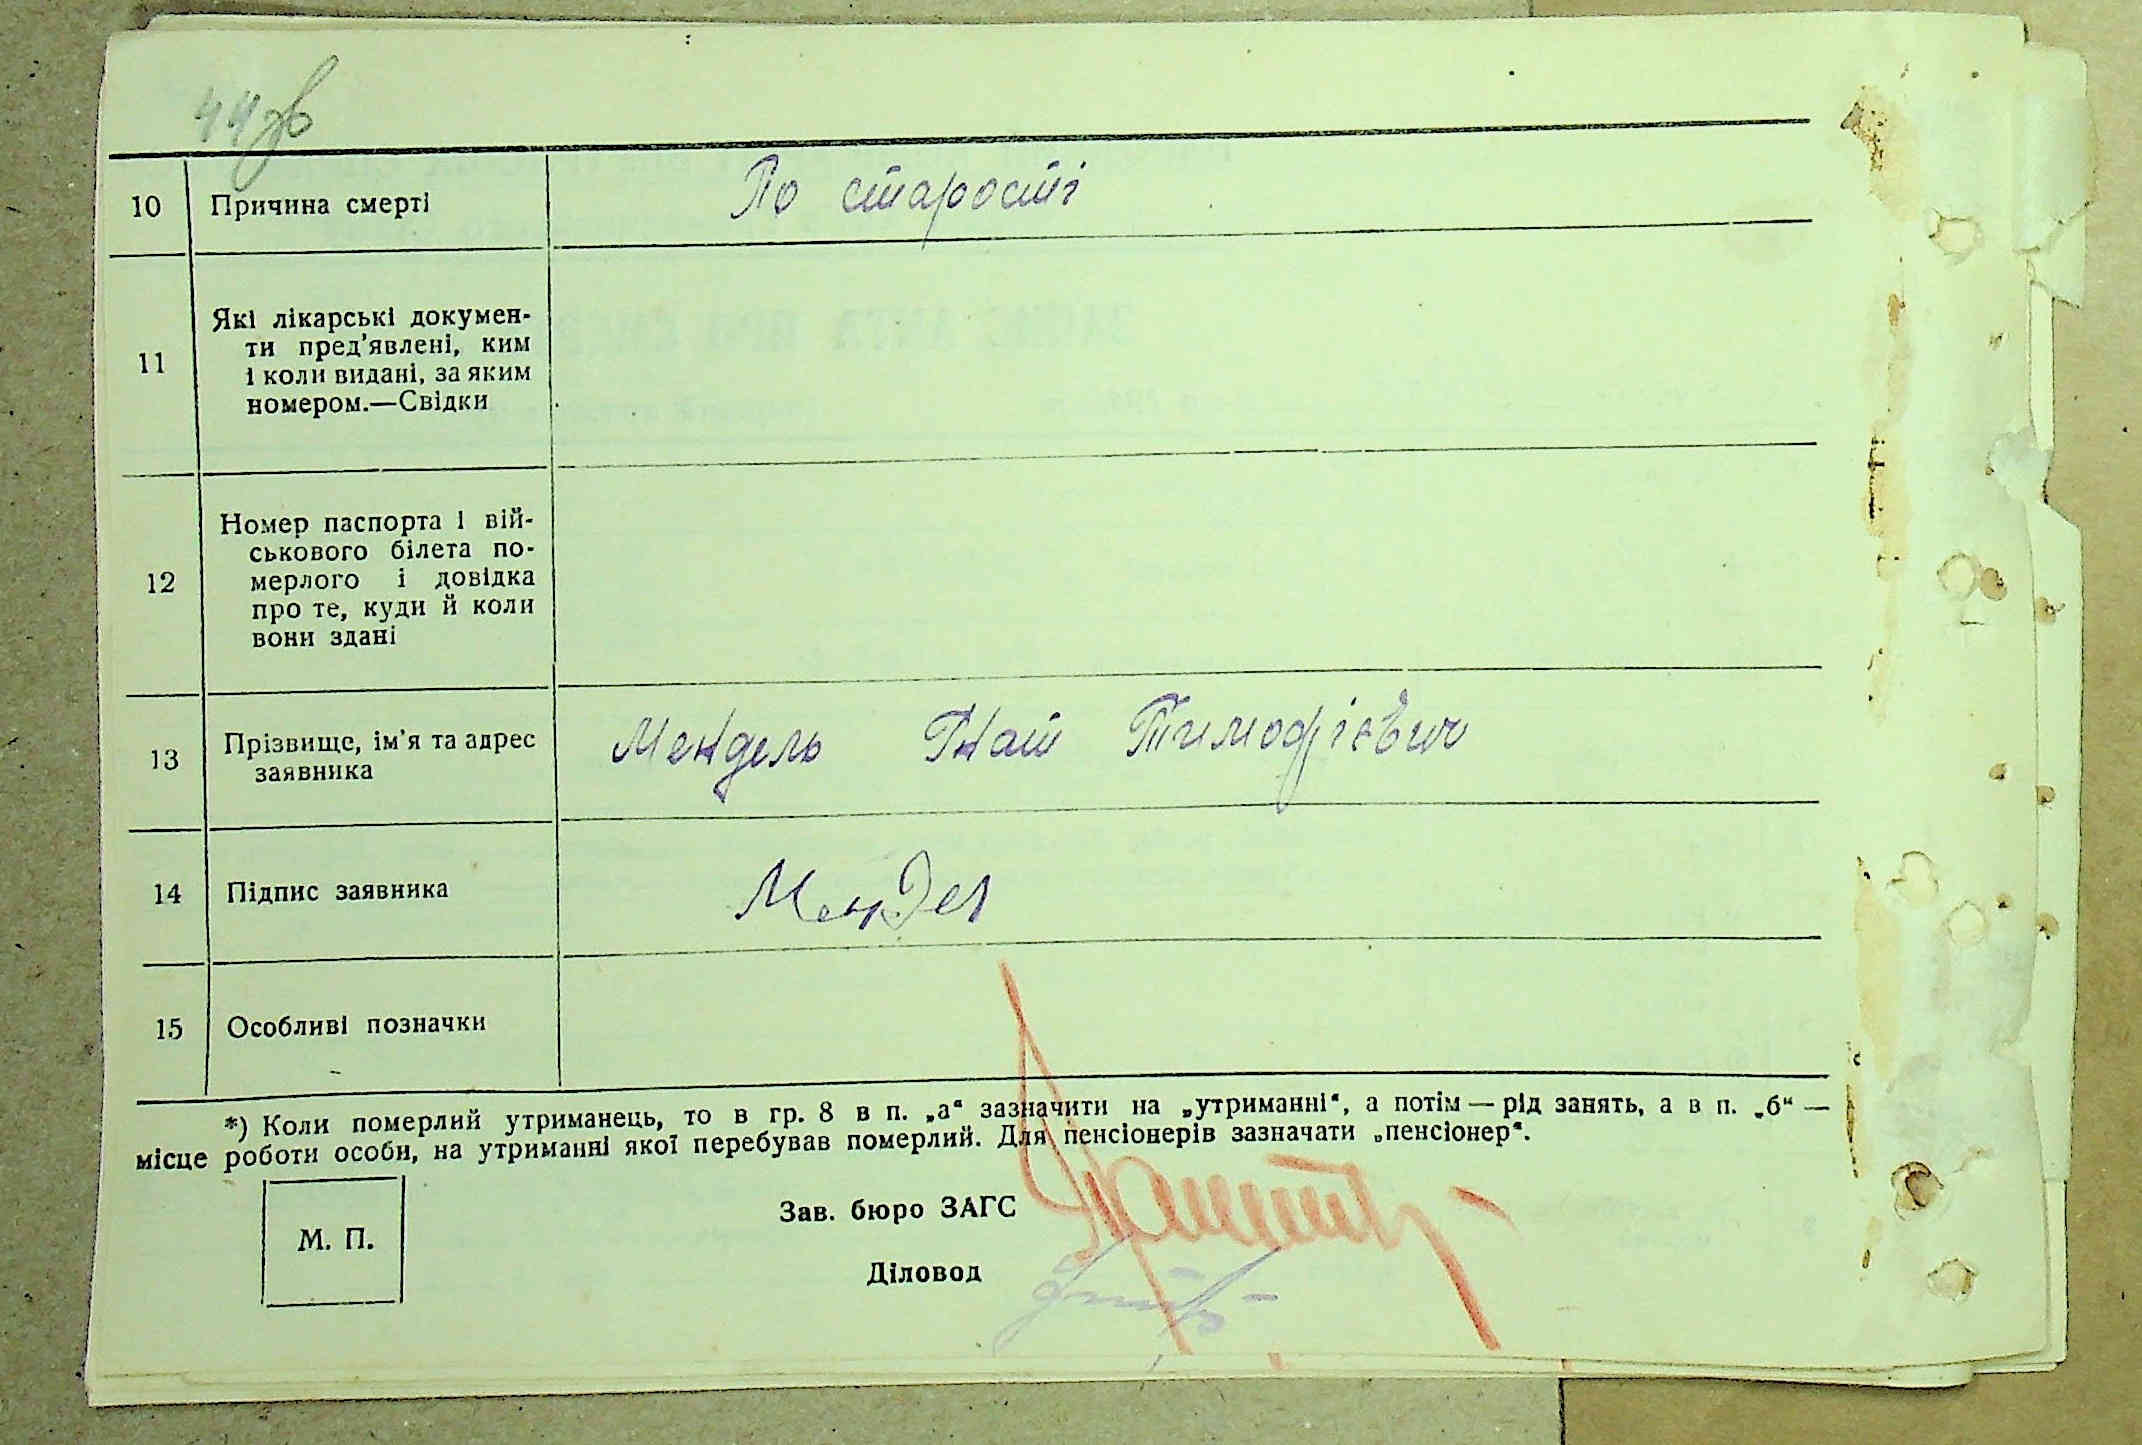 44зв
10 Причина смерті По старості
11 Які лікарські докумен-
ти пред'явлені, ким
і коли видані, за яким
номером.—Свідки
12 Номер паспорта і вій-
ськового білета по-
мерлого і довідка
про те, куди й коли
вони здані
13 Прізвище, ім'я та адрес
заявника Мендель Гнат Тимофієвич
14 Підпис заявника Мендел
15 Особливі позначки
*) Коли померлий утриманець, то в гр. 8 в п. „а“ зазначити на „утриманні“, а потім — рід занять, а в п. „б“ —
місце роботи особи, на утриманні якої перебував померлий. Для пенсіонерів зазначати „пенсіонер“.
М. П.
Зав. бюро ЗАГС
Діловод